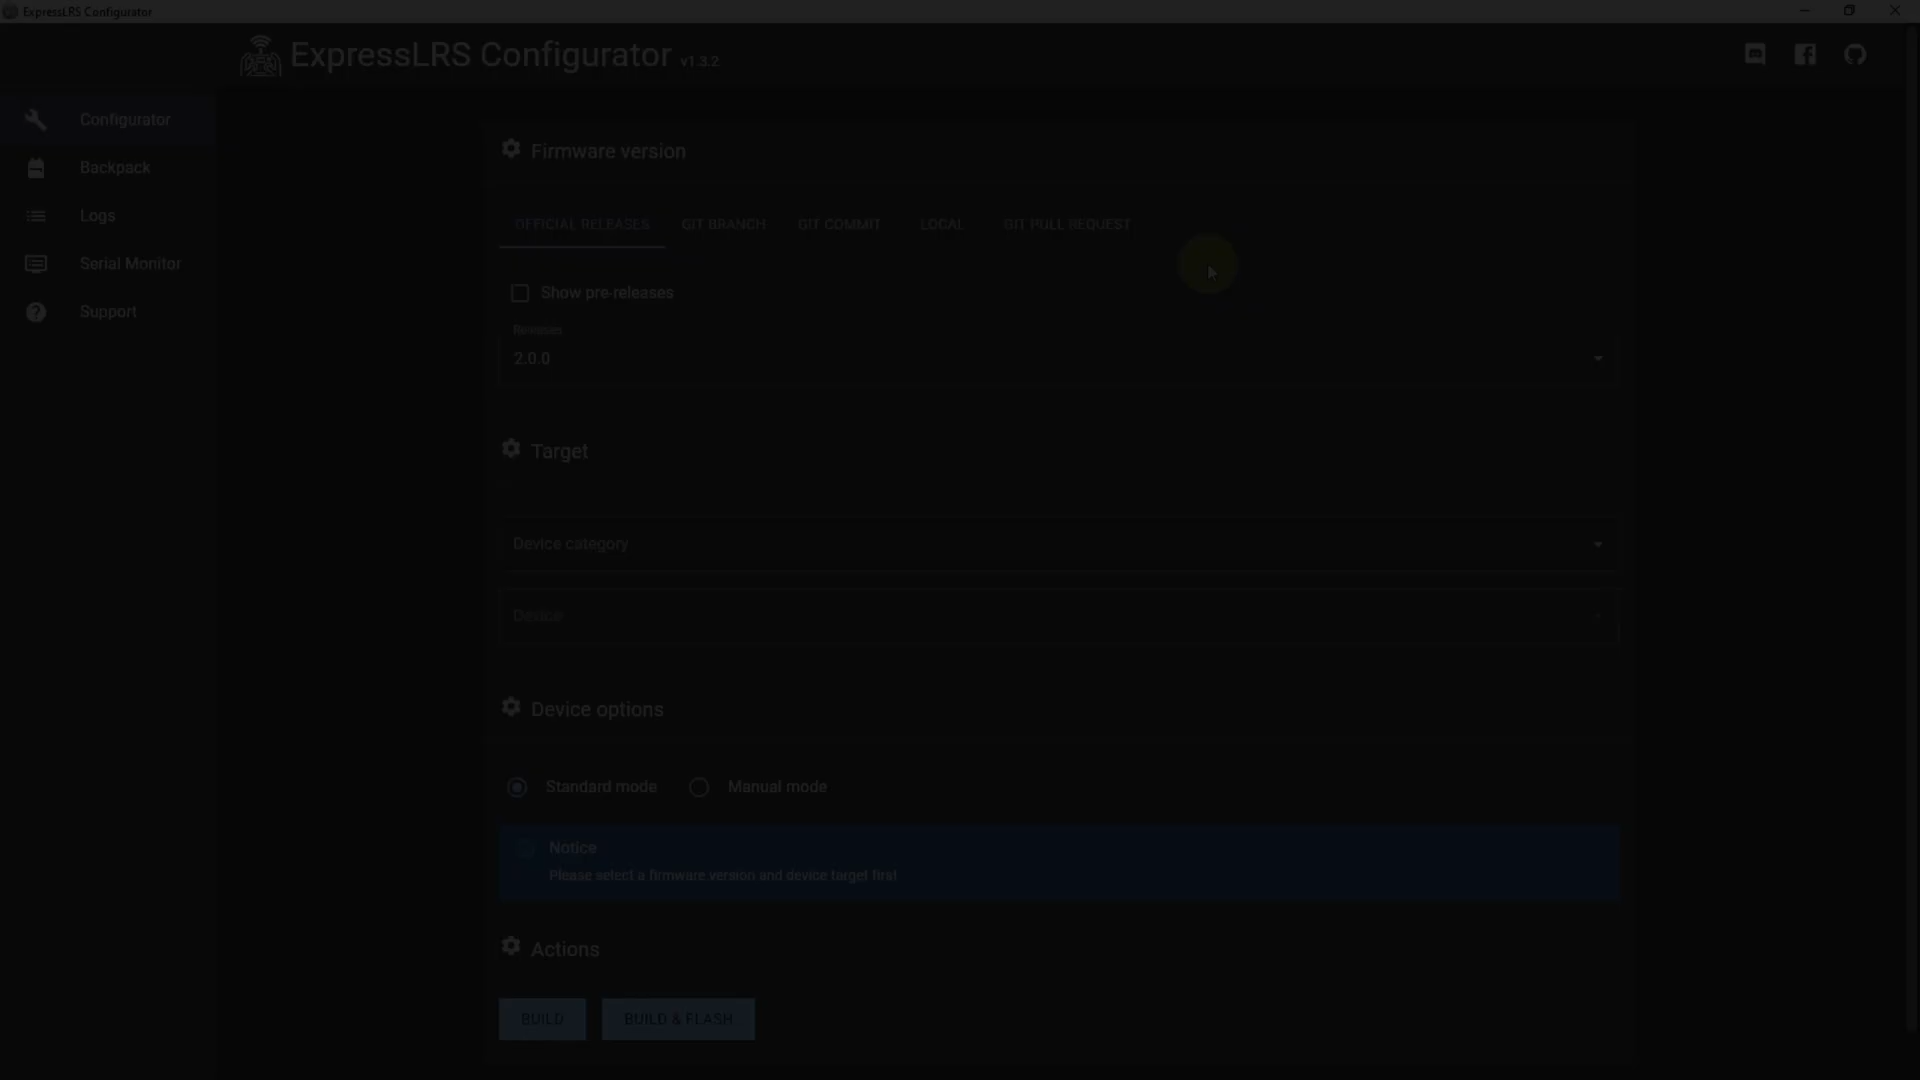 ExpressLRS Configurator
ExpressLRS Configurator v1.3.2
Configurator
Backpack
Logs
Serial Monitor
Support
Firmware version
OFFICIAL RELEASES GIT BRANCH GIT COMMIT LOCAL GIT PULL REQUEST
Show pre-releases
Releases
2.0.0
Target
Device category
Device
Device options
Standard mode Manual mode
Notice
Please select a firmware version and device target first
Actions
BUILD BUILD & FLASH